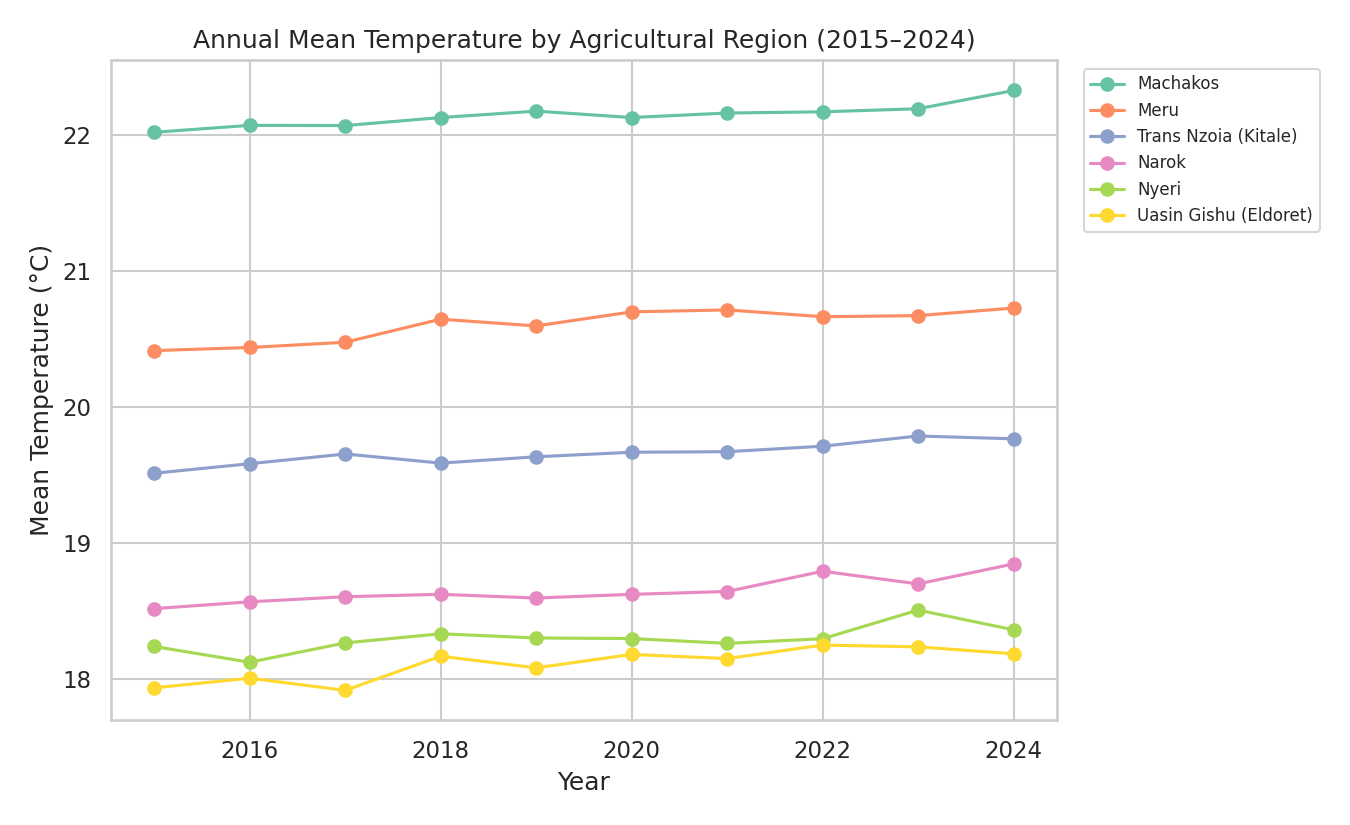 Annual Mean Temperature by Agricultural Region (2015–2024)
Machakos
Meru
Trans Nzoia (Kitale)
Narok
Nyeri
Uasin Gishu (Eldoret)
Mean Temperature (°C)
22
21
20
19
18
2016
2018
2020
2022
2024
Year